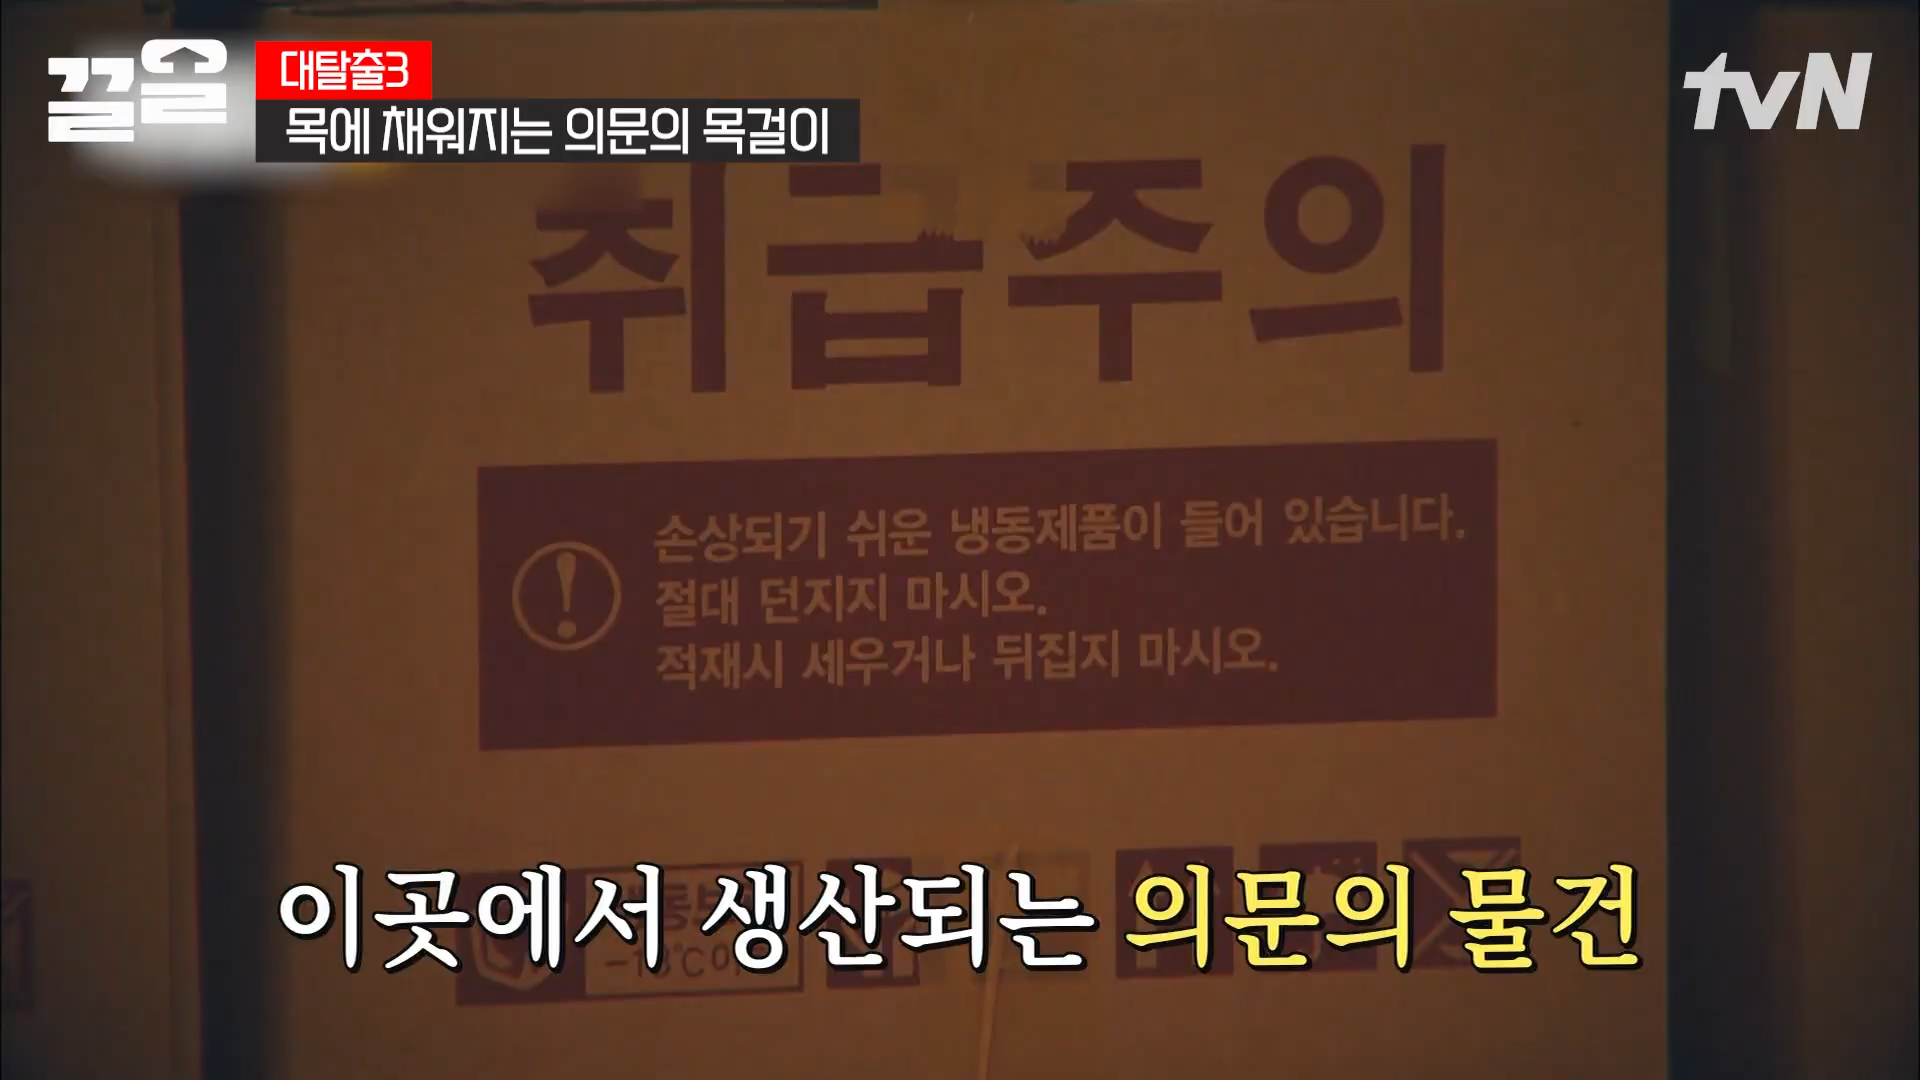 끌올
대탈출3
목에 채워지는 의문의 목걸이
tvN
취급주의
손상되기 쉬운 냉동제품이 들어 있습니다.
절대 던지지 마시오.
적재시 세우거나 뒤집지 마시오.
이곳에서 생산되는 의문의 물건
-18℃